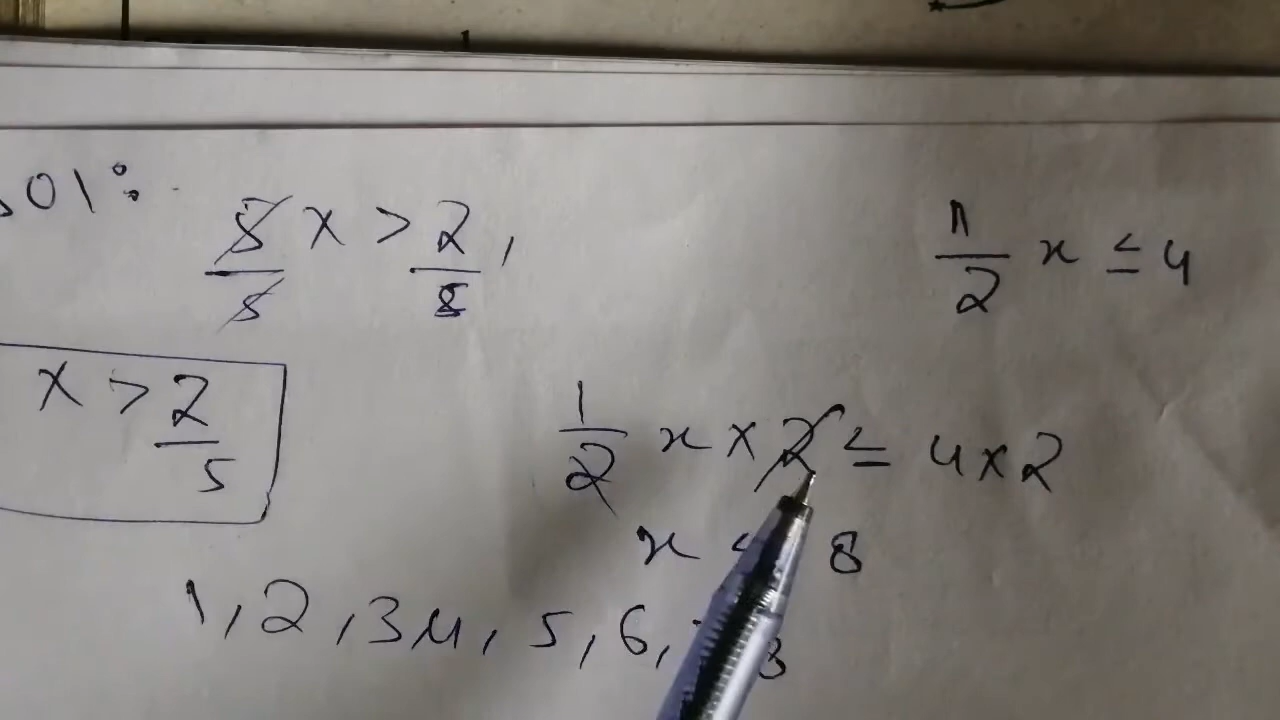 Sol:
5/5 x > 2/5 ,
1/2 x ≤ 4
x > 2/5
1/2 x × 2 ≤ 4 × 2
x 8
1, 2, 3 4, 5, 6, 8